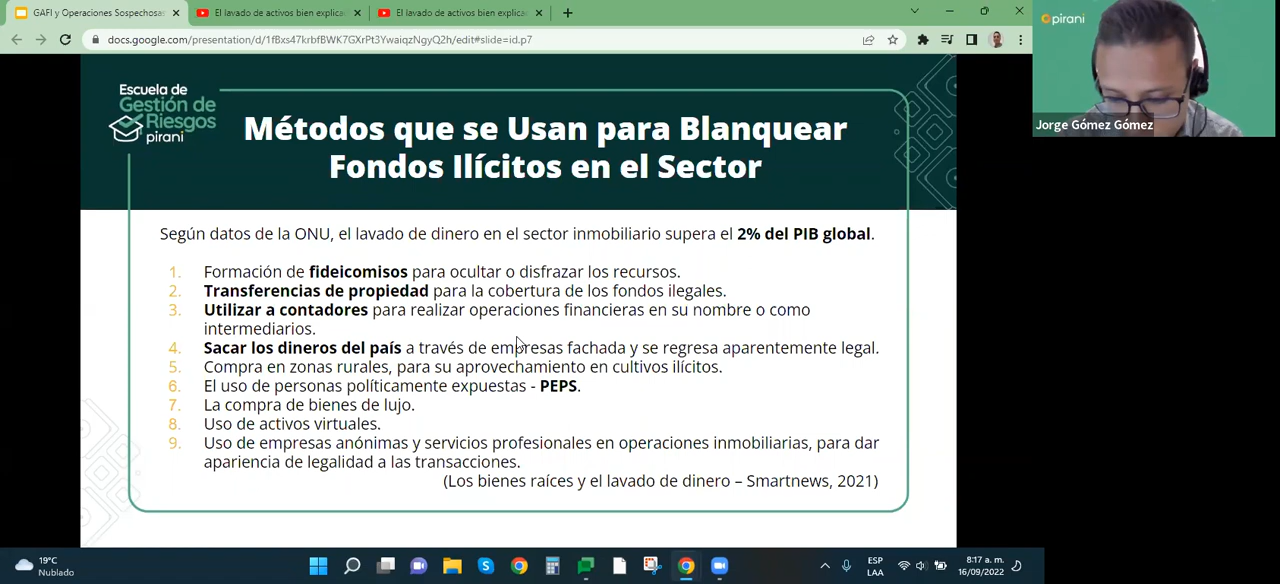 GAFI y Operaciones Sospechosas
El lavado de activos bien explica
El lavado de activos bien explica
docs.google.com/presentation/d/1fBxs47krbfBWK7GXrPt3YwaiqzNgyQ2h/edit#slide=id.p7
pirani
Jorge Gómez Gómez
Escuela de
Gestión de
Riesgos
pirani
Métodos que se Usan para Blanquear
Fondos Ilícitos en el Sector
Según datos de la ONU, el lavado de dinero en el sector inmobiliario supera el 2% del PIB global.
1. Formación de fideicomisos para ocultar o disfrazar los recursos.
2. Transferencias de propiedad para la cobertura de los fondos ilegales.
3. Utilizar a contadores para realizar operaciones financieras en su nombre o como
intermediarios.
4. Sacar los dineros del país a través de empresas fachada y se regresa aparentemente legal.
5. Compra en zonas rurales, para su aprovechamiento en cultivos ilícitos.
6. El uso de personas políticamente expuestas - PEPS.
7. La compra de bienes de lujo.
8. Uso de activos virtuales.
9. Uso de empresas anónimas y servicios profesionales en operaciones inmobiliarias, para dar
apariencia de legalidad a las transacciones.
(Los bienes raíces y el lavado de dinero – Smartnews, 2021)
19°C
Nublado
ESP
LAA
8:17 a. m.
16/09/2022